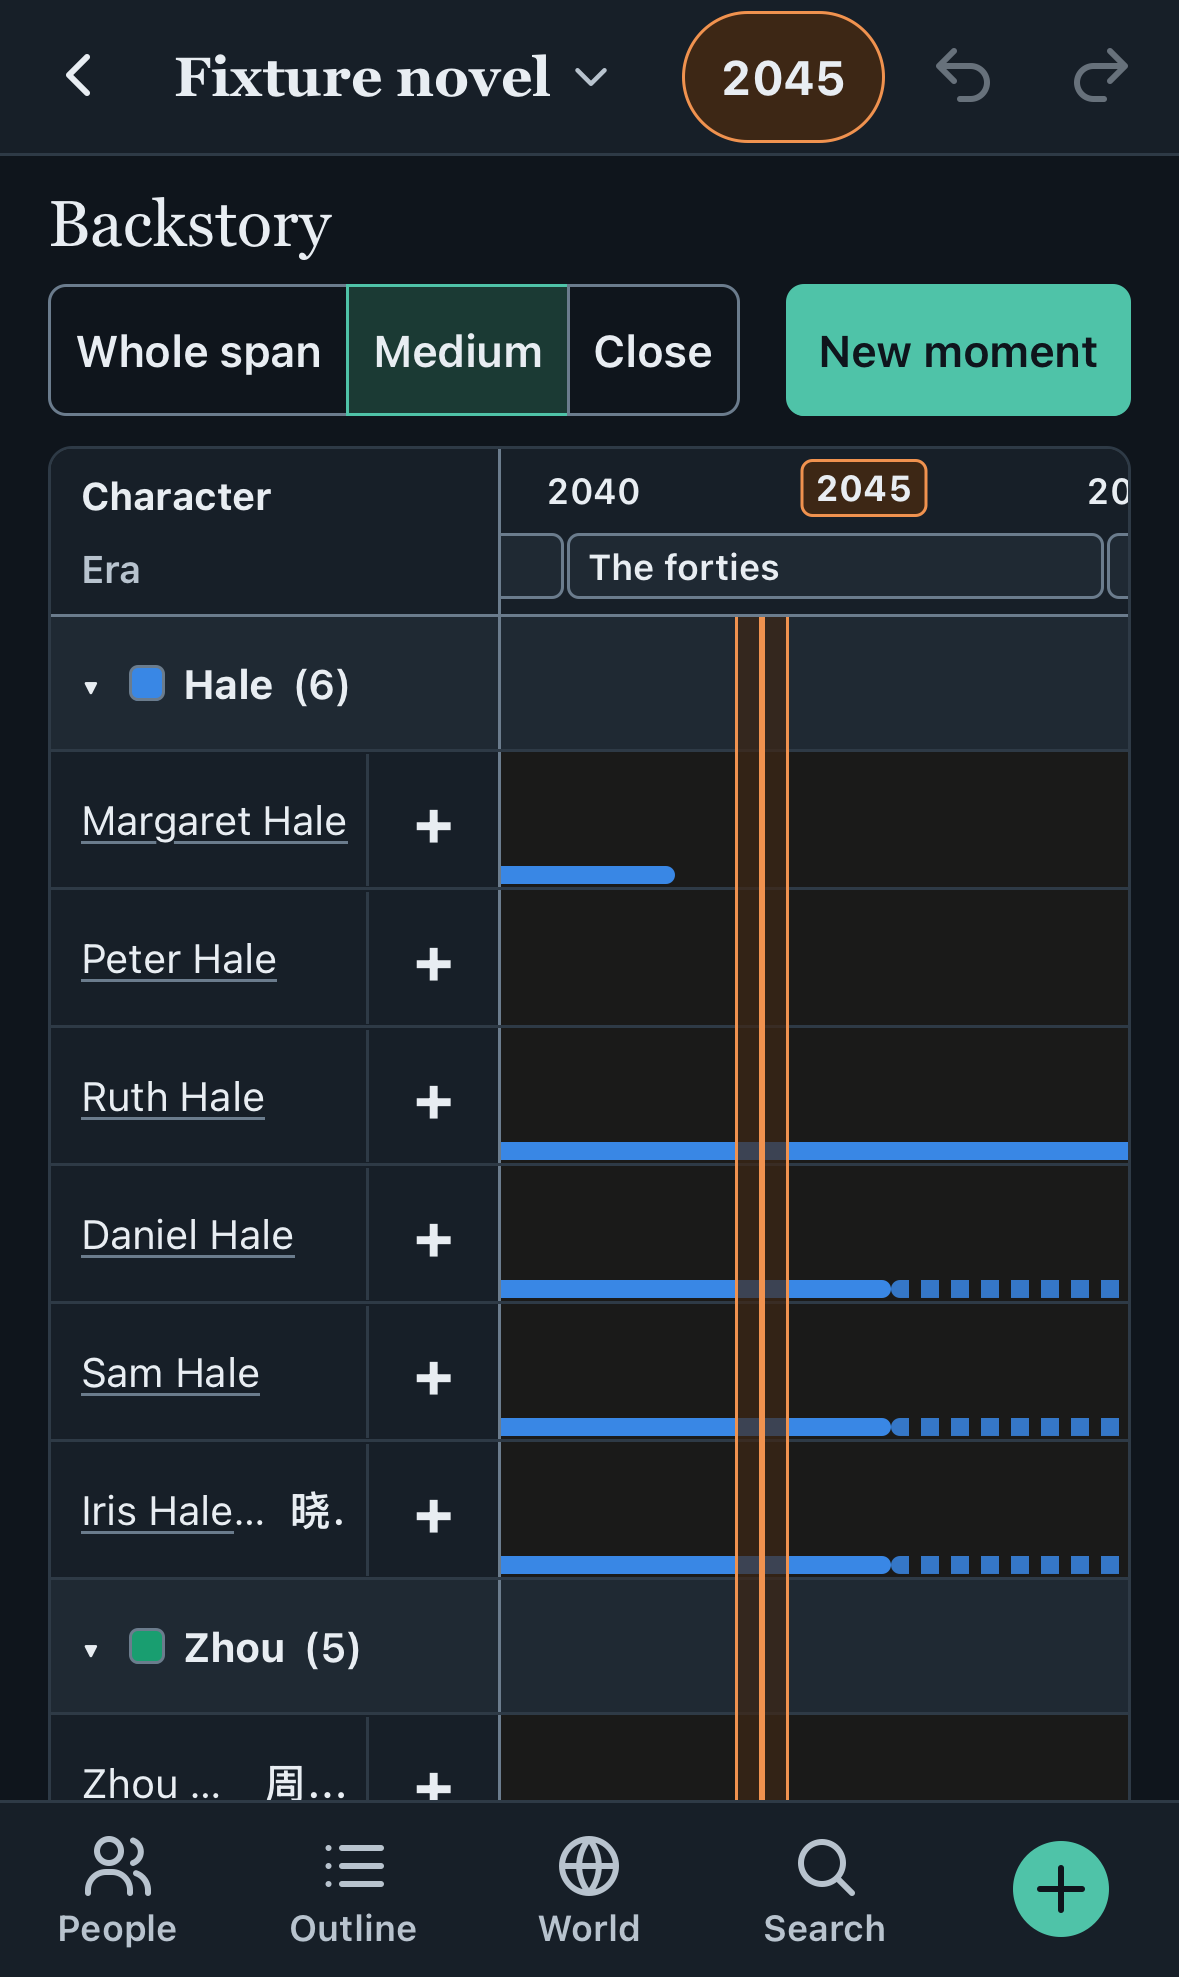 Fixture novel
2045
Backstory
Whole span
Medium
Close
New moment
Character
2040
2045
20
Era
The forties
Hale (6)
Margaret Hale
+
Peter Hale
+
Ruth Hale
+
Daniel Hale
+
Sam Hale
+
Iris Hale... 晓.
+
Zhou (5)
Zhou ... 周...
+
People
Outline
World
Search